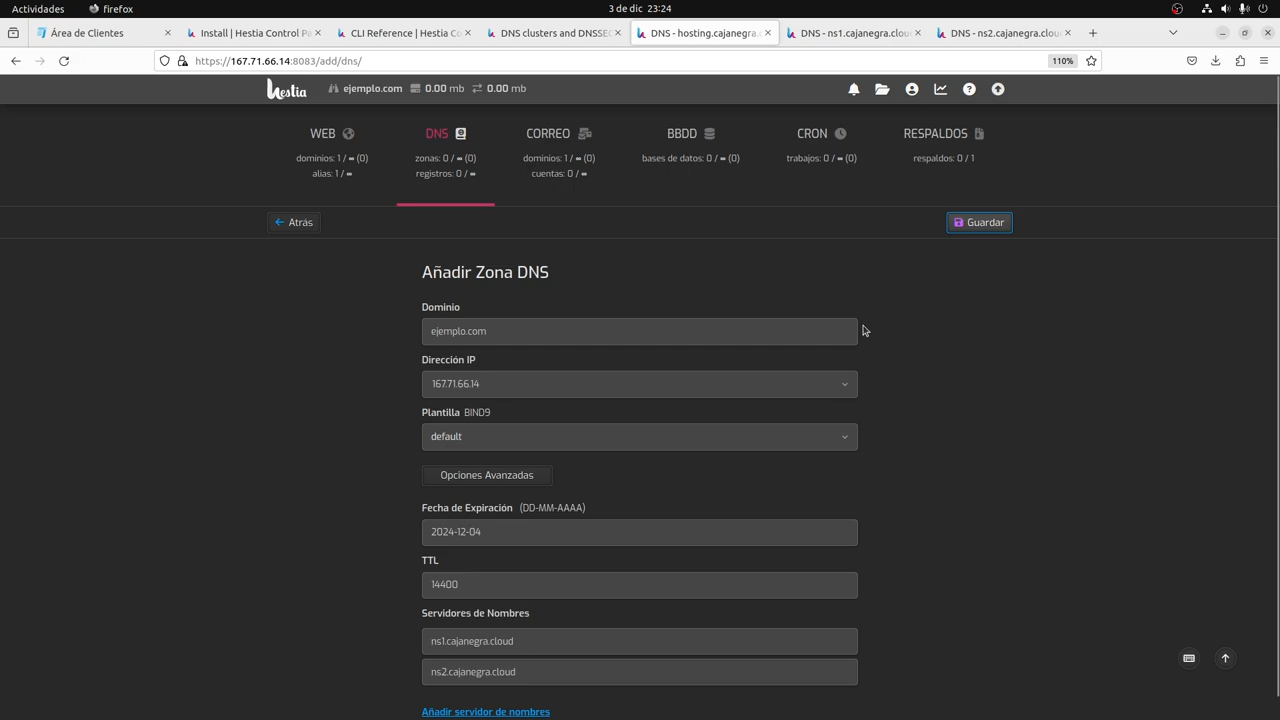 Actividades
firefox
3 de dic 23:24
Área de Clientes
Install | Hestia Control Pa
CLI Reference | Hestia Co
DNS clusters and DNSSEC
DNS - hosting.cajanegra.c
DNS - ns1.cajanegra.cloud
DNS - ns2.cajanegra.cloud
https://167.71.66.14:8083/add/dns/
110%
Hestia
ejemplo.com 0.00 mb 0.00 mb
WEB
dominios: 1 / ∞ (0)
alias: 1 / ∞
DNS
zonas: 0 / ∞ (0)
registros: 0 / ∞
CORREO
dominios: 1 / ∞ (0)
cuentas: 0 / ∞
BBDD
bases de datos: 0 / ∞ (0)
CRON
trabajos: 0 / ∞ (0)
RESPALDOS
respaldos: 0 / 1
Atrás
Guardar
Añadir Zona DNS
Dominio
ejemplo.com
Dirección IP
167.71.66.14
Plantilla BIND9
default
Opciones Avanzadas
Fecha de Expiración (DD-MM-AAAA)
2024-12-04
TTL
14400
Servidores de Nombres
ns1.cajanegra.cloud
ns2.cajanegra.cloud
Añadir servidor de nombres